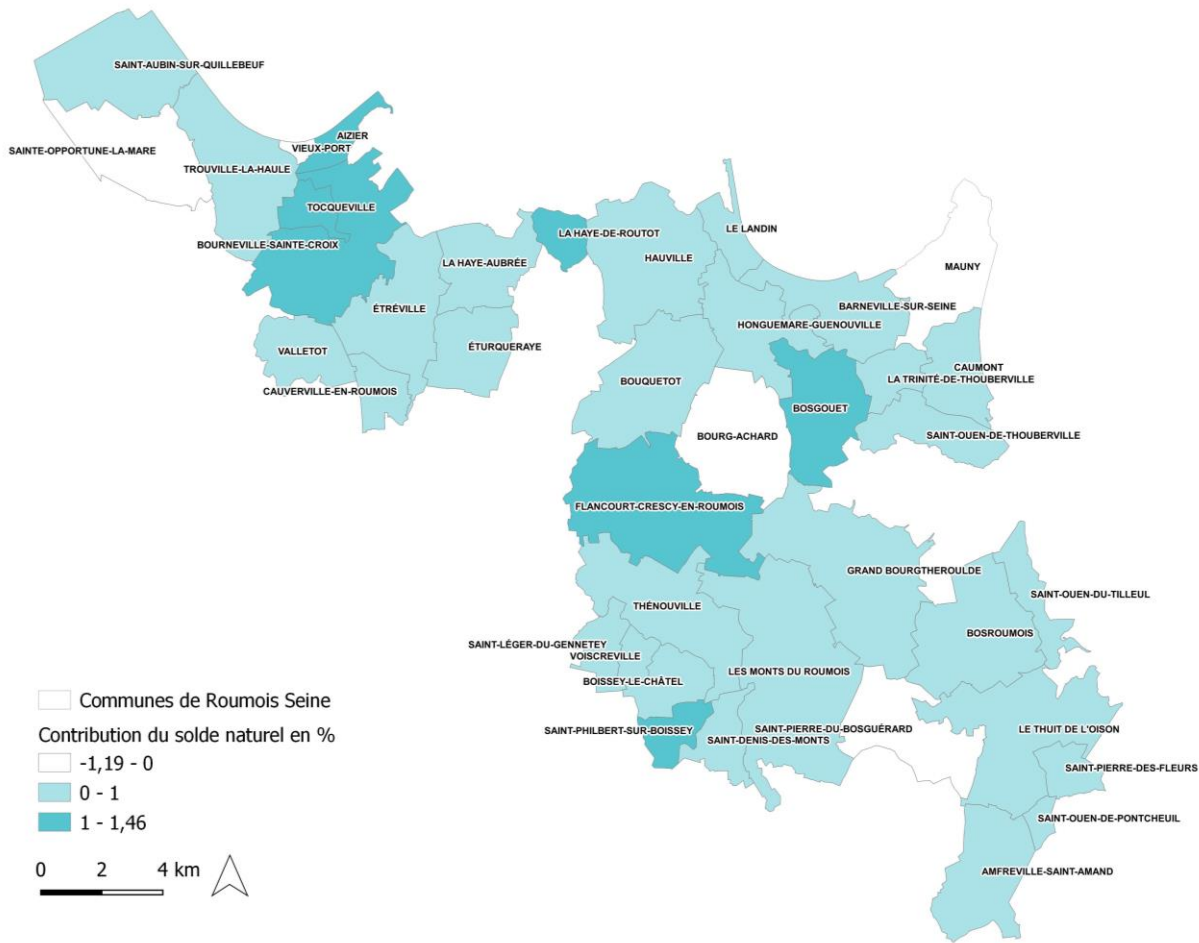 SAINT-AUBIN-SUR-QUILLEBEUF
AIZIER
VIEUX-PORT
SAINTE-OPPORTUNE-LA-MARE
TROUVILLE-LA-HAULE
TOCQUEVILLE
BOURNEVILLE-SAINTE-CROIX
LA HAYE-DE-ROUTOT
LE LANDIN
HAUVILLE
LA HAYE-AUBRÉE
MAUNY
BARNEVILLE-SUR-SEINE
ÉTRÉVILLE
HONGUEMARE-GUENOUVILLE
ÉTURQUERAYE
VALLETOT
CAUMONT
LA TRINITÉ-DE-THOUBERVILLE
BOUQUETOT
CAUVERVILLE-EN-ROUMOIS
BOSGOUET
BOURG-ACHARD
SAINT-OUEN-DE-THOUBERVILLE
FLANCOURT-CRESCY-EN-ROUMOIS
GRAND BOURGTHEROULDE
SAINT-OUEN-DU-TILLEUL
THÉNOUVILLE
BOSROUMOIS
SAINT-LÉGER-DU-GENNETEY
VOISCREVILLE
LES MONTS DU ROUMOIS
BOISSEY-LE-CHÂTEL
SAINT-PHILBERT-SUR-BOISSEY
SAINT-PIERRE-DU-BOSGUÉRARD
SAINT-DENIS-DES-MONTS
LE THUIT DE L'OISON
SAINT-PIERRE-DES-FLEURS
SAINT-OUEN-DE-PONTCHEUIL
AMFREVILLE-SAINT-AMAND
Communes de Roumois Seine
Contribution du solde naturel en %
-1,19 - 0
0 - 1
1 - 1,46
0 2 4 km